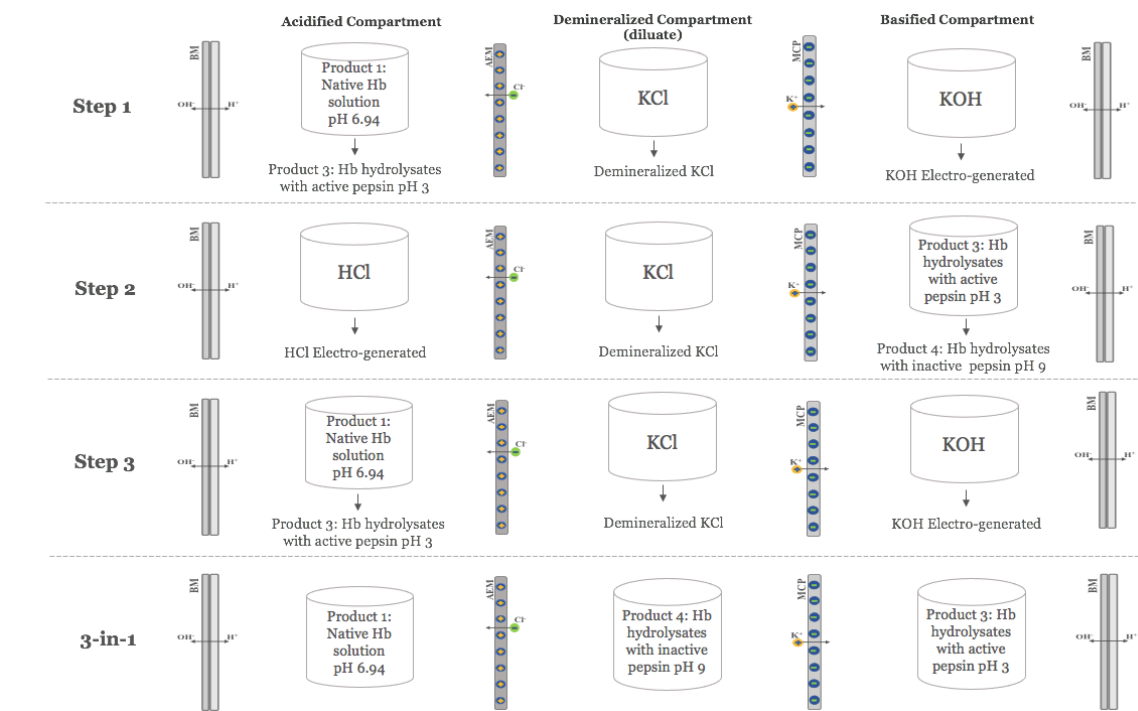 Acidified Compartment
Demineralized Compartment
(diluate)
Basified Compartment
Step 1
BM
OH-
H+
Product 1:
Native Hb
solution
pH 6.94
Product 3: Hb hydrolysates
with active pepsin pH 3
AEM
Cl-
KCl
Demineralized KCl
MCP
K+
KOH
KOH Electro-generated
OH-
H+
Step 2
BM
OH-
H+
HCl
HCl Electro-generated
AEM
Cl-
KCl
Demineralized KCl
MCP
K+
Product 3: Hb
hydrolysates
with active
pepsin pH 3
Product 4: Hb hydrolysates
with inactive pepsin pH 9
BM
OH-
H+
Step 3
BM
OH-
H+
Product 1:
Native Hb
solution
pH 6.94
Product 3: Hb hydrolysates
with active pepsin pH 3
AEM
Cl-
KCl
Demineralized KCl
MCP
K+
KOH
KOH Electro-generated
BM
OH-
H+
3-in-1
BM
OH-
H+
Product 1:
Native Hb
solution
pH 6.94
AEM
Cl-
Product 4: Hb
hydrolysates
with inactive
pepsin pH 9
MCP
K+
Product 3: Hb
hydrolysates
with active
pepsin pH 3
BM
OH-
H+